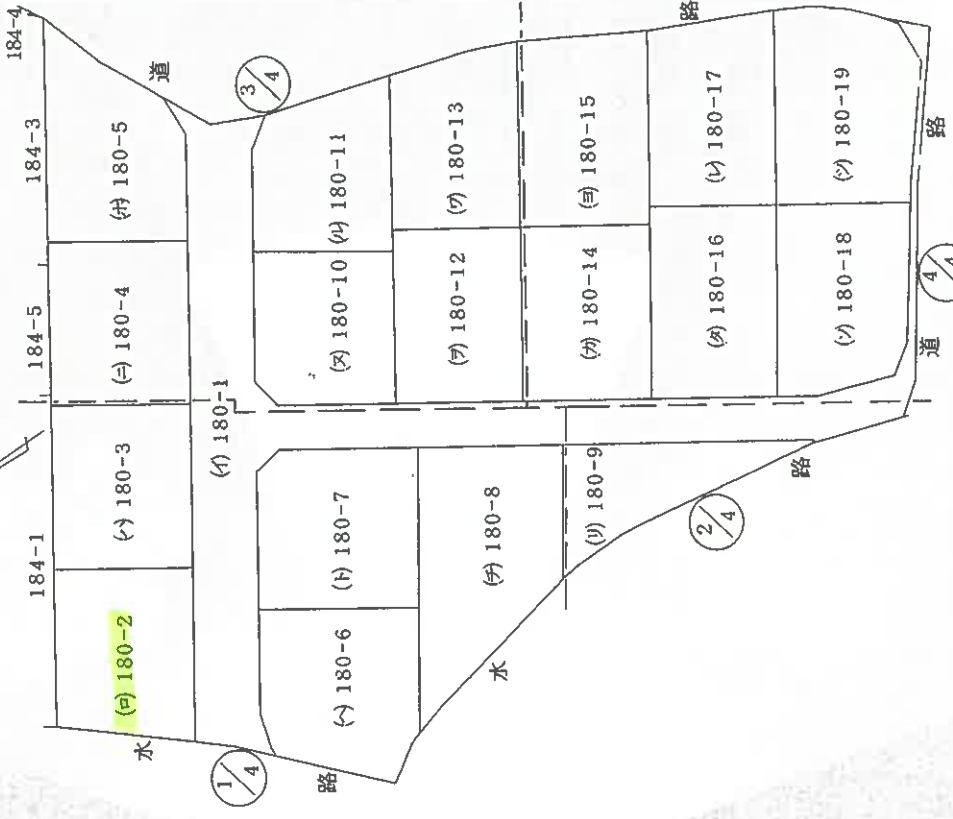 184-1
184-5
184-3
184-4
(ロ) 180-2
(ハ) 180-3
(ニ) 180-4
(ホ) 180-5
道
(イ) 180-1
水
路
1/4
3/4
(ヘ) 180-6
(ト) 180-7
(ヌ) 180-10
(ル) 180-11
(チ) 180-8
(ヲ) 180-12
(ワ) 180-13
(リ) 180-9
(カ) 180-14
(ヨ) 180-15
水
路
2/4
(タ) 180-16
(レ) 180-17
路
(ソ) 180-18
(ツ) 180-19
道
路
4/4